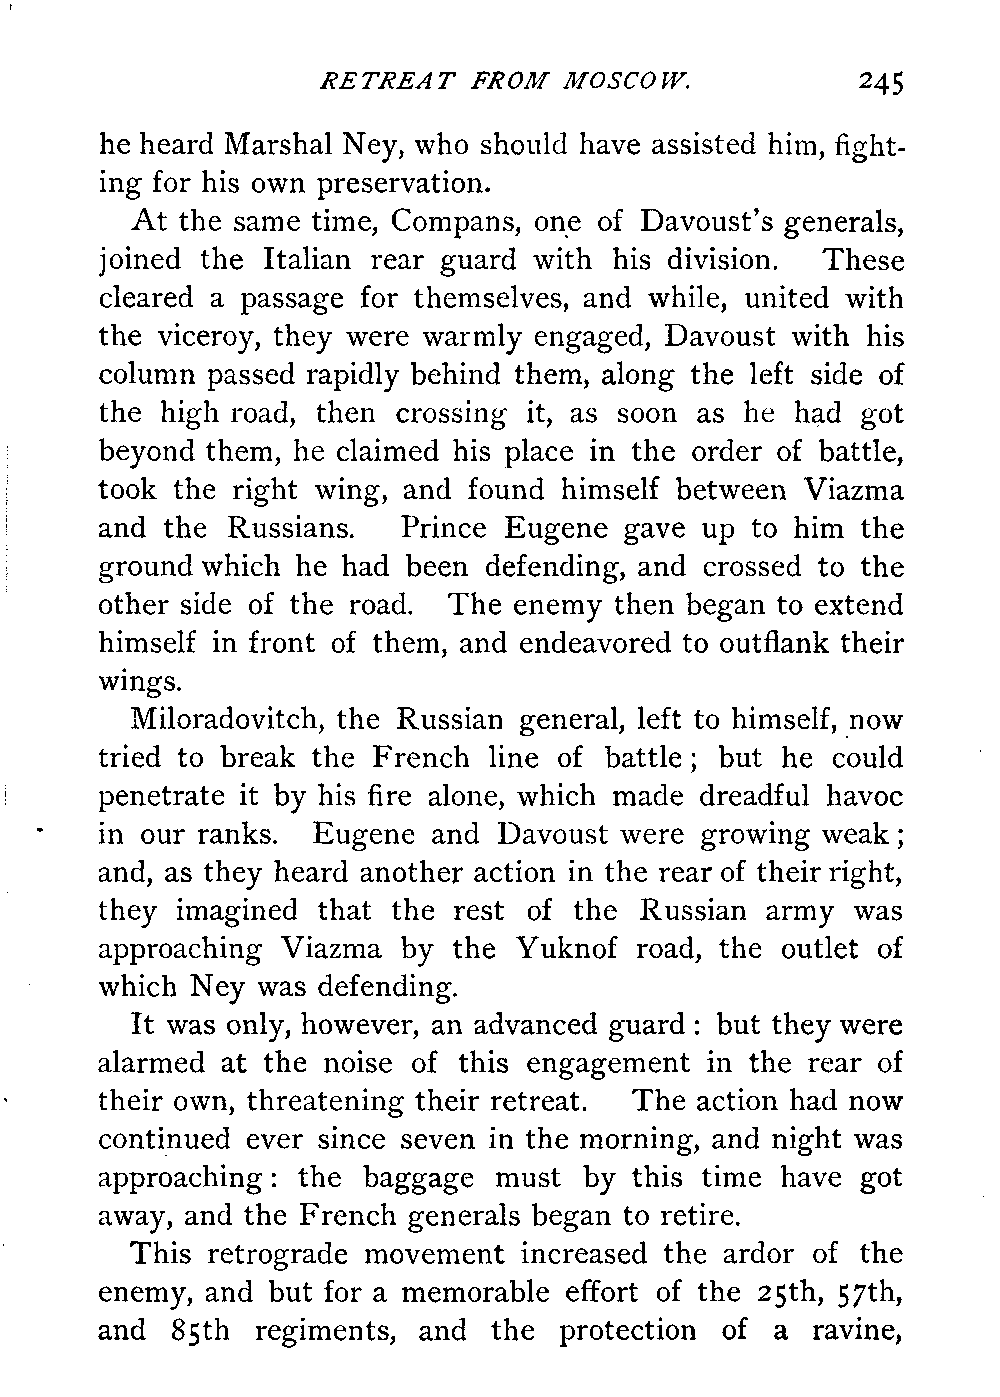 RETREAT FROM MOSCOW. 245
he heard Marshal Ney, who should have assisted him, fight-
ing for his own preservation.
At the same time, Compans, one of Davoust's generals,
joined the Italian rear guard with his division. These
cleared a passage for themselves, and while, united with
the viceroy, they were warmly engaged, Davoust with his
column passed rapidly behind them, along the left side of
the high road, then crossing it, as soon as he had got
beyond them, he claimed his place in the order of battle,
took the right wing, and found himself between Viazma
and the Russians. Prince Eugene gave up to him the
ground which he had been defending, and crossed to the
other side of the road. The enemy then began to extend
himself in front of them, and endeavored to outflank their
wings.
Miloradovitch, the Russian general, left to himself, now
tried to break the French line of battle; but he could
penetrate it by his fire alone, which made dreadful havoc
in our ranks. Eugene and Davoust were growing weak;
and, as they heard another action in the rear of their right,
they imagined that the rest of the Russian army was
approaching Viazma by the Yuknof road, the outlet of
which Ney was defending.
It was only, however, an advanced guard: but they were
alarmed at the noise of this engagement in the rear of
their own, threatening their retreat. The action had now
continued ever since seven in the morning, and night was
approaching: the baggage must by this time have got
away, and the French generals began to retire.
This retrograde movement increased the ardor of the
enemy, and but for a memorable effort of the 25th, 57th,
and 85th regiments, and the protection of a ravine,